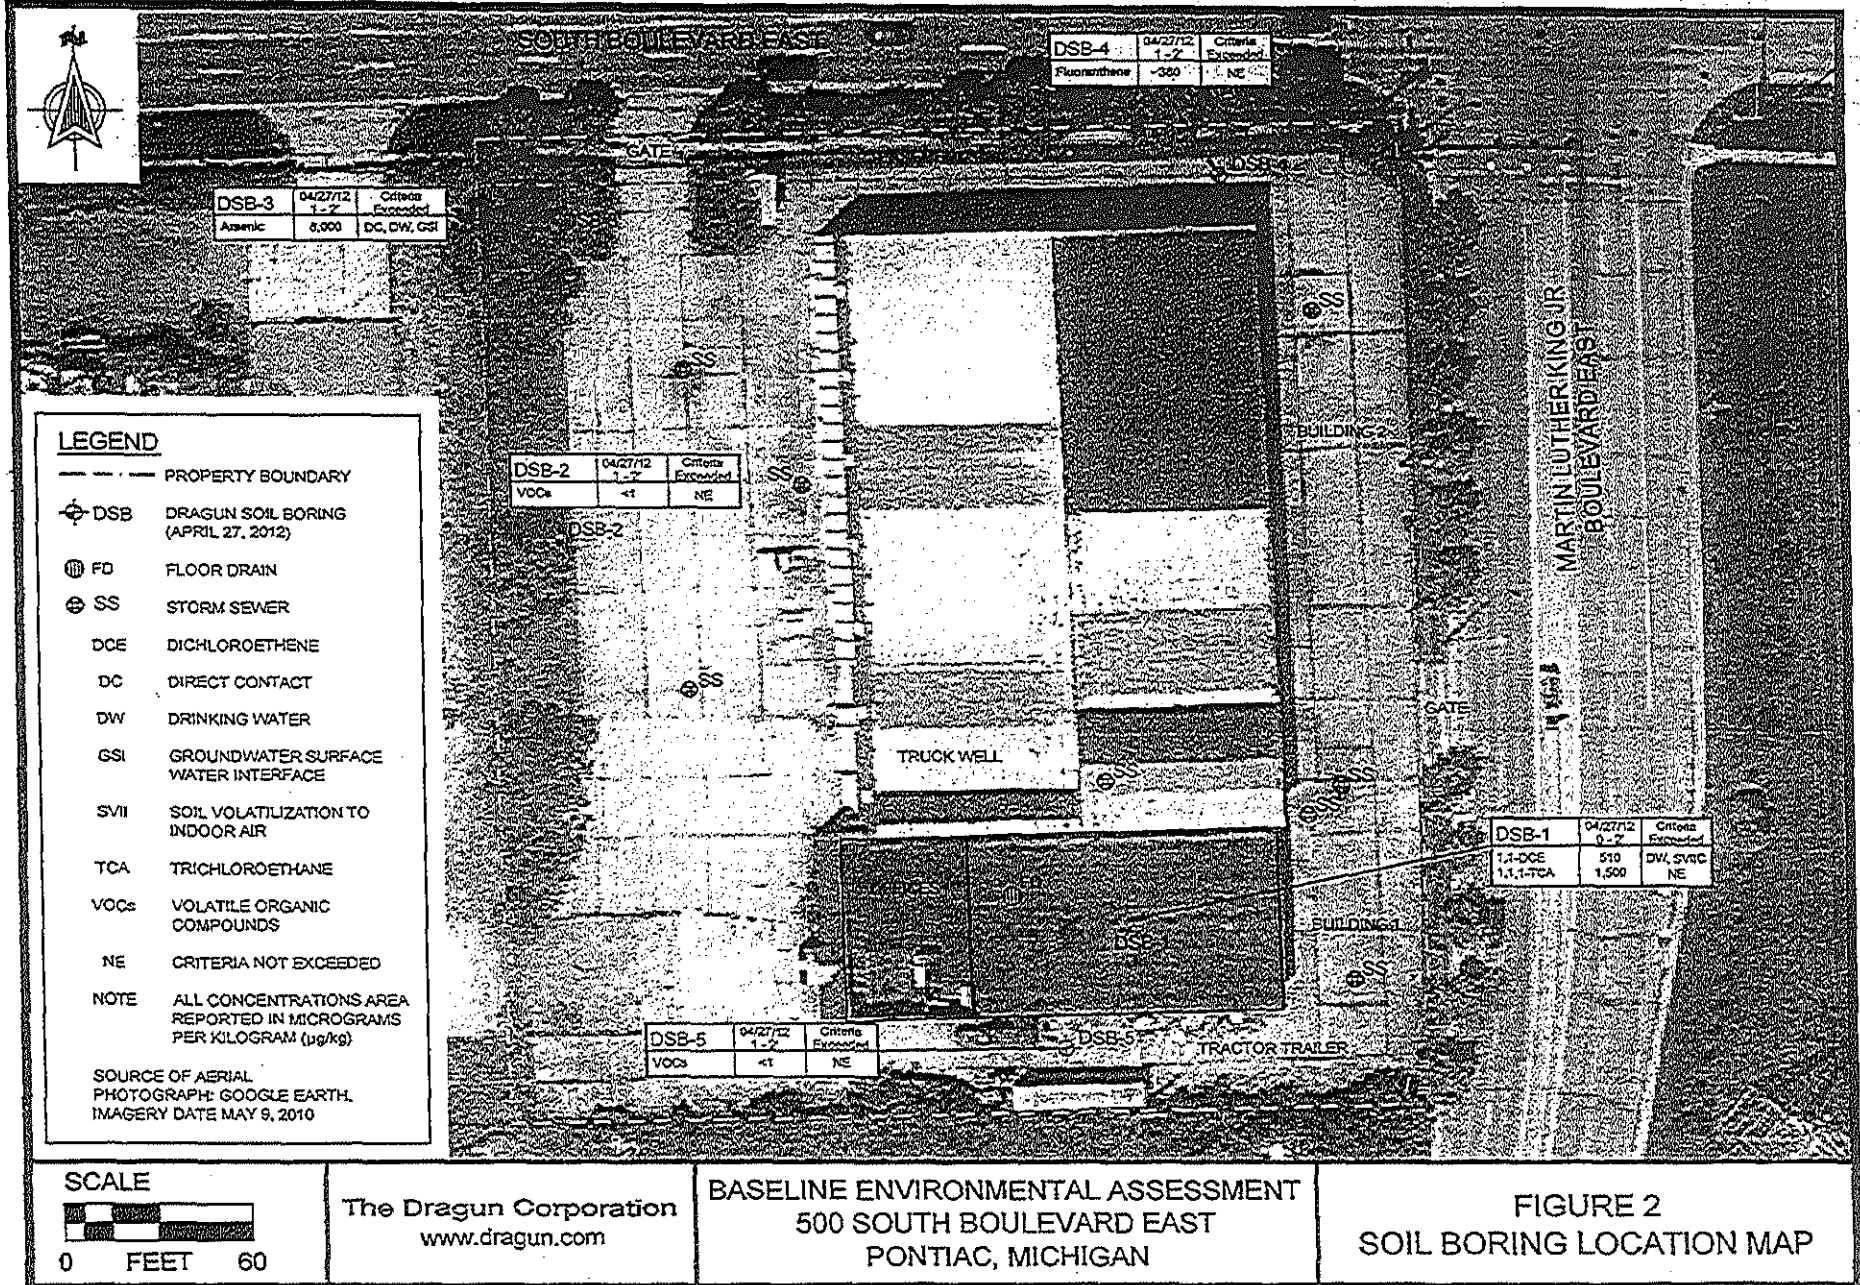 SOUTH BOULEVARD EAST
DSB-4 04/27/12 1-2' Criteria Exceeded
Fluoranthene 380 NE
GATE
DSB-3 04/27/12 1-2' Criteria Exceeded
Arsenic 8,000 DC, DW, GSI
SS
SS
BUILDING 2
MARTIN LUTHER KING JR
BOULEVARD EAST
DSB-2 04/27/12 1-2' Criteria Exceeded
VOCs <1 NE
SS
DSB-2
SS
GATE
TRUCK WELL
SS
SS
SS
DSB-1 04/27/12 0-2' Criteria Exceeded
1,1-DCE 510 DW,
1,1,1-TCA 1,500 NE
BUILDING 1
SS
DSB-5 04/27/12 1-2' Criteria Exceeded
VOCs <1 NE
DSB-5
TRACTOR TRAILER
LEGEND
PROPERTY BOUNDARY
DSB DRAGUN SOIL BORING
(APRIL 27, 2012)
FD FLOOR DRAIN
SS STORM SEWER
DCE DICHLOROETHENE
DC DIRECT CONTACT
DW DRINKING WATER
GSI GROUNDWATER SURFACE
WATER INTERFACE
SVII SOIL VOLATILIZATION TO
INDOOR AIR
TCA TRICHLOROETHANE
VOCs VOLATILE ORGANIC
COMPOUNDS
NE CRITERIA NOT EXCEEDED
NOTE ALL CONCENTRATIONS AREA
REPORTED IN MICROGRAMS
PER KILOGRAM (µg/kg)
SOURCE OF AERIAL
PHOTOGRAPH: GOOGLE EARTH,
IMAGERY DATE MAY 9, 2010
SCALE
0 FEET 60
The Dragun Corporation
www.dragun.com
BASELINE ENVIRONMENTAL ASSESSMENT
500 SOUTH BOULEVARD EAST
PONTIAC, MICHIGAN
FIGURE 2
SOIL BORING LOCATION MAP